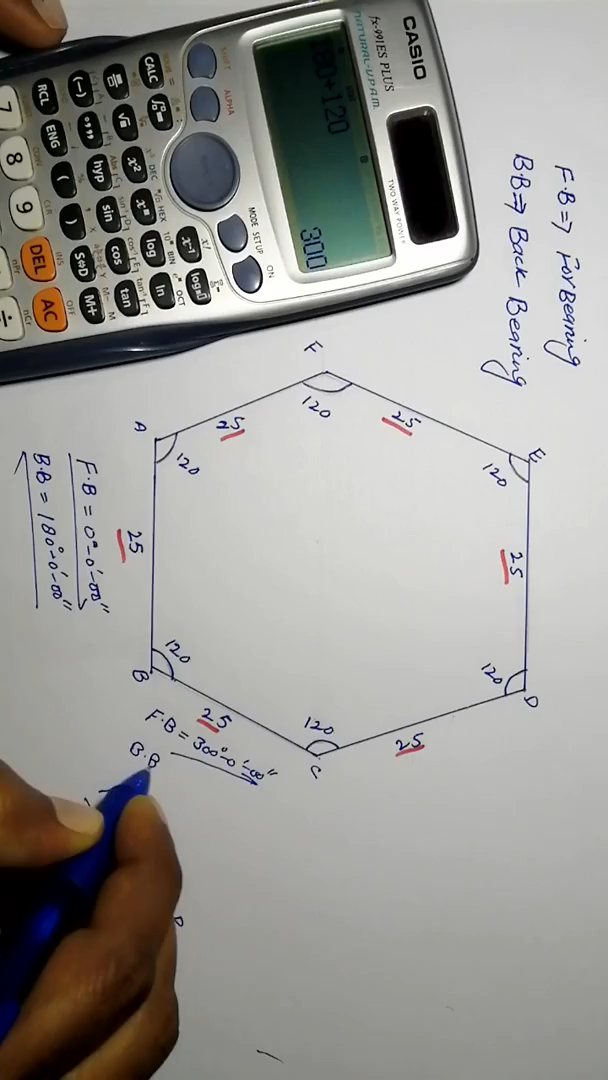 CASIO
fx-991ES PLUS
NATURAL-V.P.A.M.
TWO WAY POWER
180+120
300
SHIFT
ALPHA
MODE SETUP
ON
CALC
x⁻¹
log
(-)
hyp
sin
cos
tan
ln
RCL
ENG
(
)
S⇔D
M+
7
8
9
DEL
AC
÷
F.B ⇒ ForBearing
B.B ⇒ Back Bearing
F
120
25
25
A
120
E
120
25
25
F.B = 0°-0'-00"
B.B = 180°-0'-00"
B
120
D
120
25
25
C
120
F.B = 300°-0'-00"
B.B